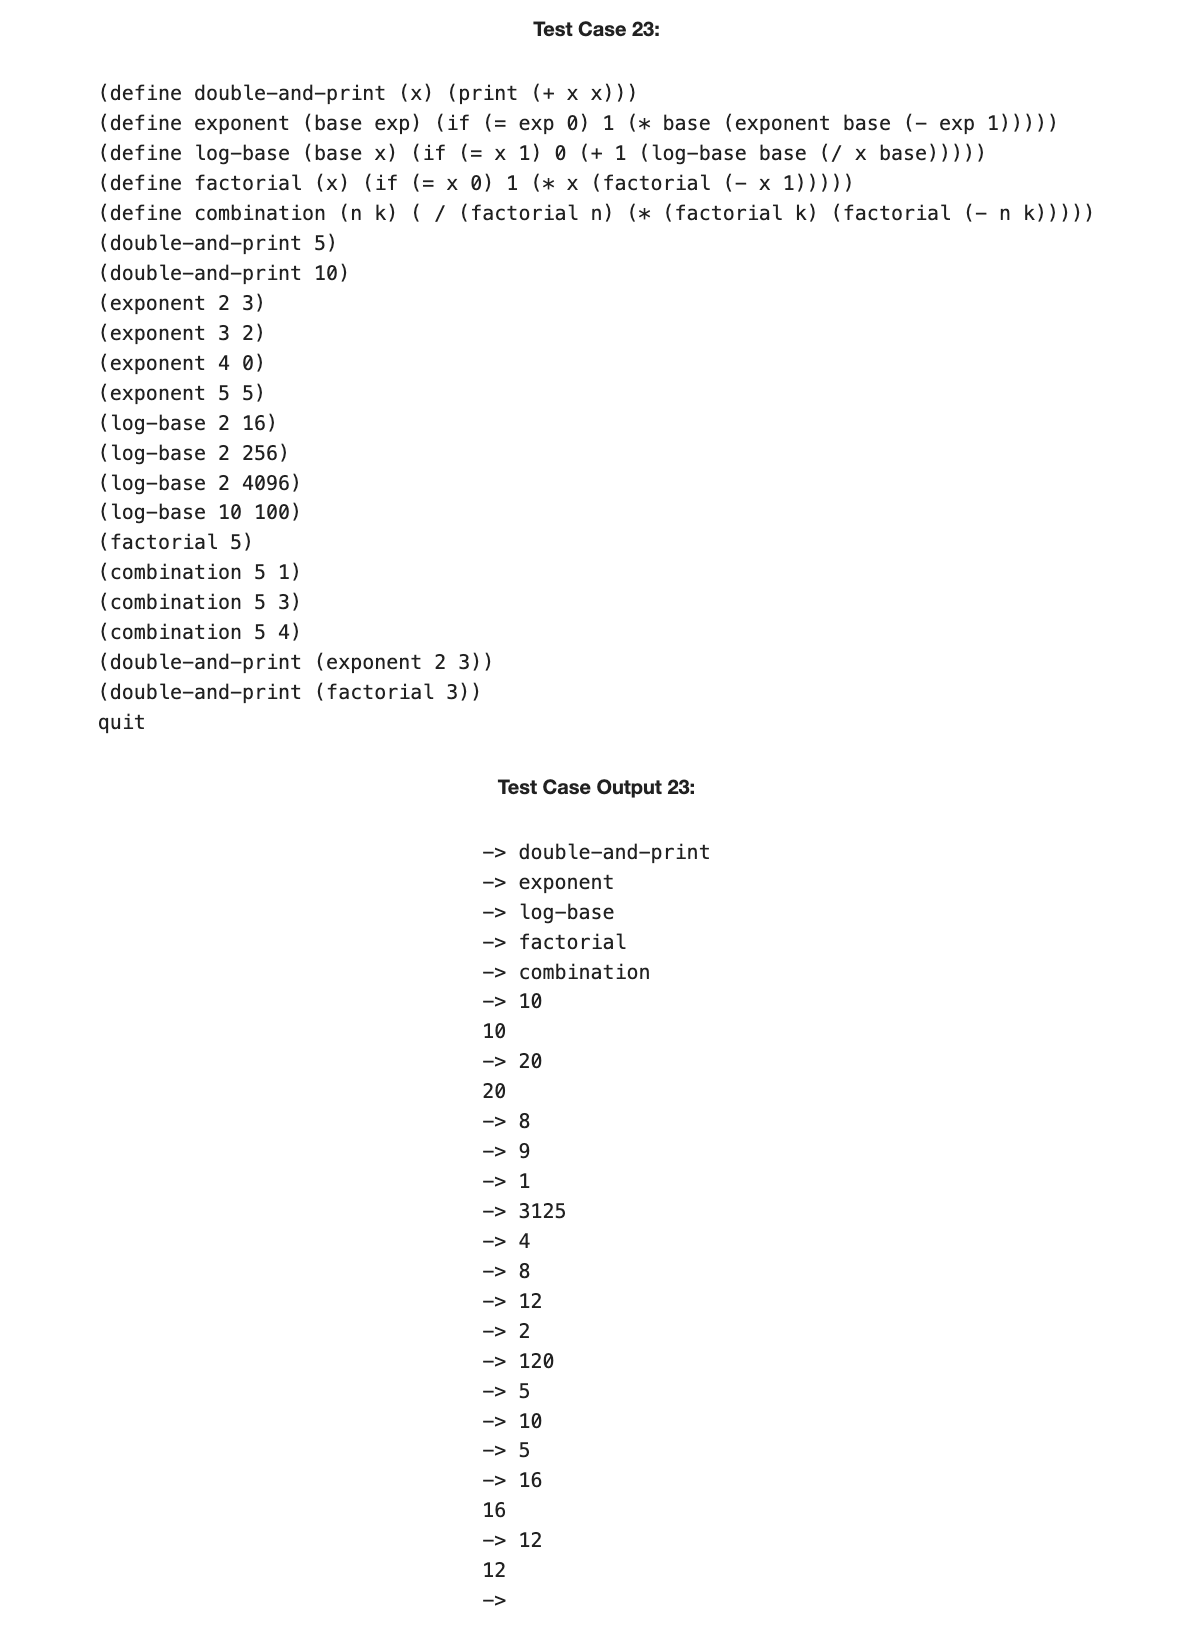 Test Case 23:
(define double-and-print (x) (print (+ x x)))
(define exponent (base exp) (if (= exp 0) 1 (* base (exponent base (- exp 1)))))
(define log-base (base x) (if (= x 1) 0 (+ 1 (log-base base (/ x base)))))
(define factorial (x) (if (= x 0) 1 (* x (factorial (- x 1)))))
(define combination (n k) ( / (factorial n) (* (factorial k) (factorial (- n k)))))
(double-and-print 5)
(double-and-print 10)
(exponent 2 3)
(exponent 3 2)
(exponent 4 0)
(exponent 5 5)
(log-base 2 16)
(log-base 2 256)
(log-base 2 4096)
(log-base 10 100)
(factorial 5)
(combination 5 1)
(combination 5 3)
(combination 5 4)
(double-and-print (exponent 2 3))
(double-and-print (factorial 3))
quit
Test Case Output 23:
-> double-and-print
-> exponent
-> log-base
-> factorial
-> combination
-> 10
10
-> 20
20
-> 8
-> 9
-> 1
-> 3125
-> 4
-> 8
-> 12
-> 2
-> 120
-> 5
-> 10
-> 5
-> 16
16
-> 12
12
->